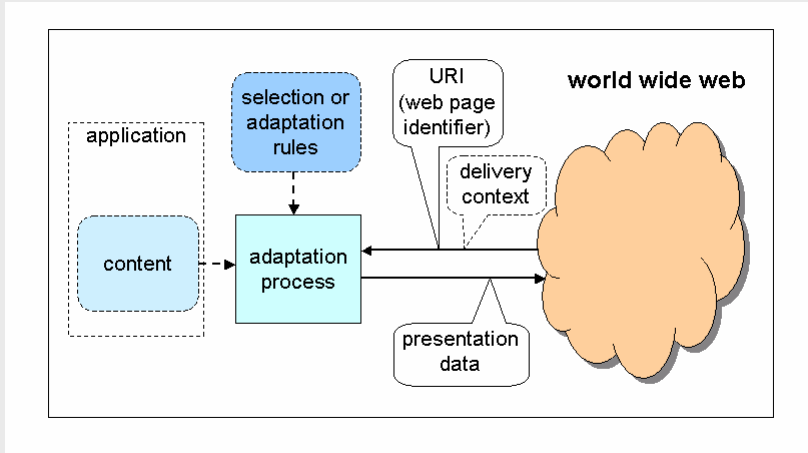 application
content
selection or
adaptation
rules
adaptation
process
URI
(web page
identifier)
delivery
context
presentation
data
world wide web